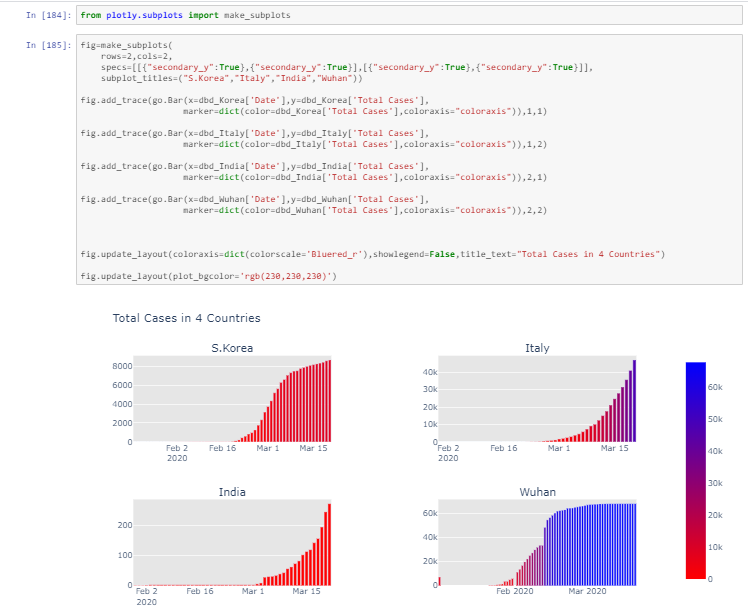 In [184]: from plotly.subplots import make_subplots
In [185]: fig=make_subplots(
rows=2,cols=2,
specs=[[{"secondary_y":True},{"secondary_y":True}],[{"secondary_y":True},{"secondary_y":True}]],
subplot_titles=("S.Korea","Italy","India","Wuhan"))
fig.add_trace(go.Bar(x=dbd_Korea['Date'],y=dbd_Korea['Total Cases'],
marker=dict(color=dbd_Korea['Total Cases'],coloraxis="coloraxis")),1,1)
fig.add_trace(go.Bar(x=dbd_Italy['Date'],y=dbd_Italy['Total Cases'],
marker=dict(color=dbd_Italy['Total Cases'],coloraxis="coloraxis")),1,2)
fig.add_trace(go.Bar(x=dbd_India['Date'],y=dbd_India['Total Cases'],
marker=dict(color=dbd_India['Total Cases'],coloraxis="coloraxis")),2,1)
fig.add_trace(go.Bar(x=dbd_Wuhan['Date'],y=dbd_Wuhan['Total Cases'],
marker=dict(color=dbd_Wuhan['Total Cases'],coloraxis="coloraxis")),2,2)
fig.update_layout(coloraxis=dict(colorscale='Bluered_r'),showlegend=False,title_text="Total Cases in 4 Countries")
fig.update_layout(plot_bgcolor='rgb(230,230,230)')
Total Cases in 4 Countries
S.Korea
8000
6000
4000
2000
0
Feb 2 Feb 16 Mar 1 Mar 15
2020
Italy
40k
30k
20k
10k
0
Feb 2 Feb 16 Mar 1 Mar 15
2020
India
200
100
0
Feb 2 Feb 16 Mar 1 Mar 15
2020
Wuhan
60k
40k
20k
0
Feb 2020 Mar 2020
60k
50k
40k
30k
20k
10k
0